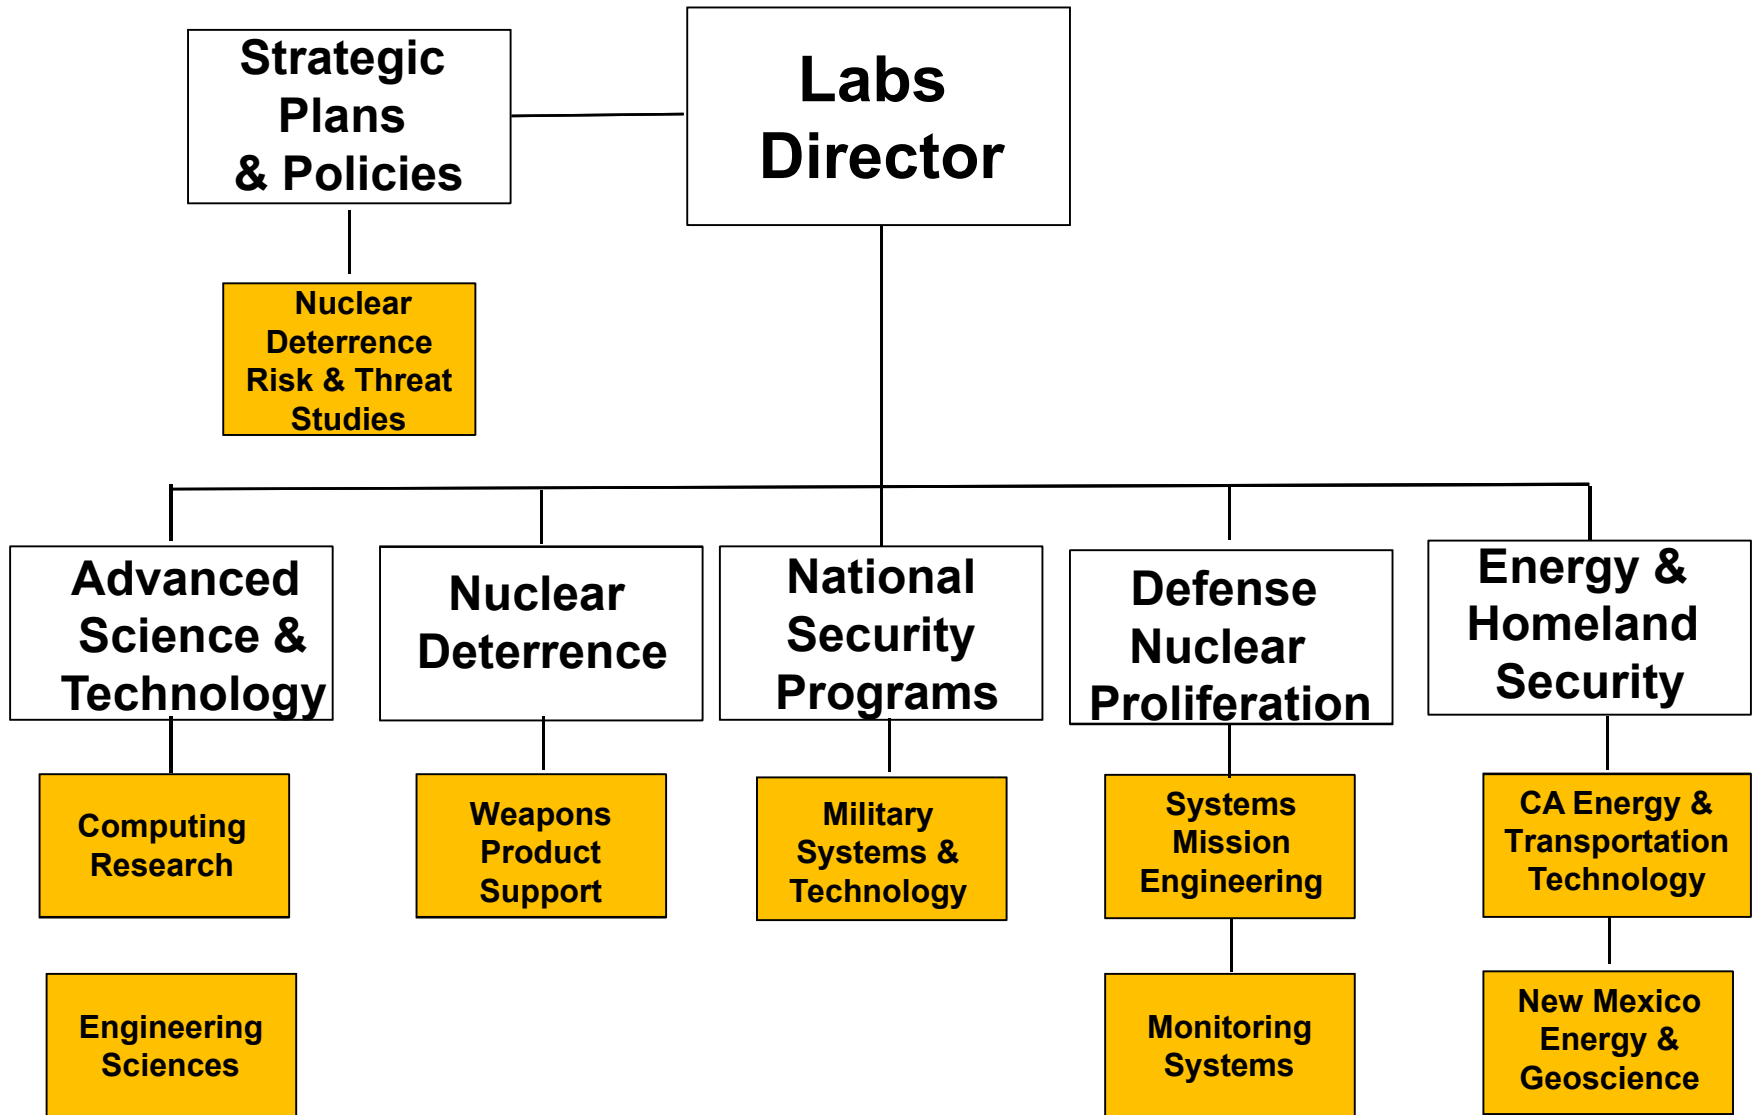 Strategic
Plans
& Policies
Labs
Director
Nuclear
Deterrence
Risk & Threat
Studies
Advanced
Science &
Technology
Nuclear
Deterrence
National
Security
Programs
Defense
Nuclear
Proliferation
Energy &
Homeland
Security
Computing
Research
Weapons
Product
Support
Military
Systems &
Technology
Systems
Mission
Engineering
CA Energy &
Transportation
Technology
Engineering
Sciences
Monitoring
Systems
New Mexico
Energy &
Geoscience